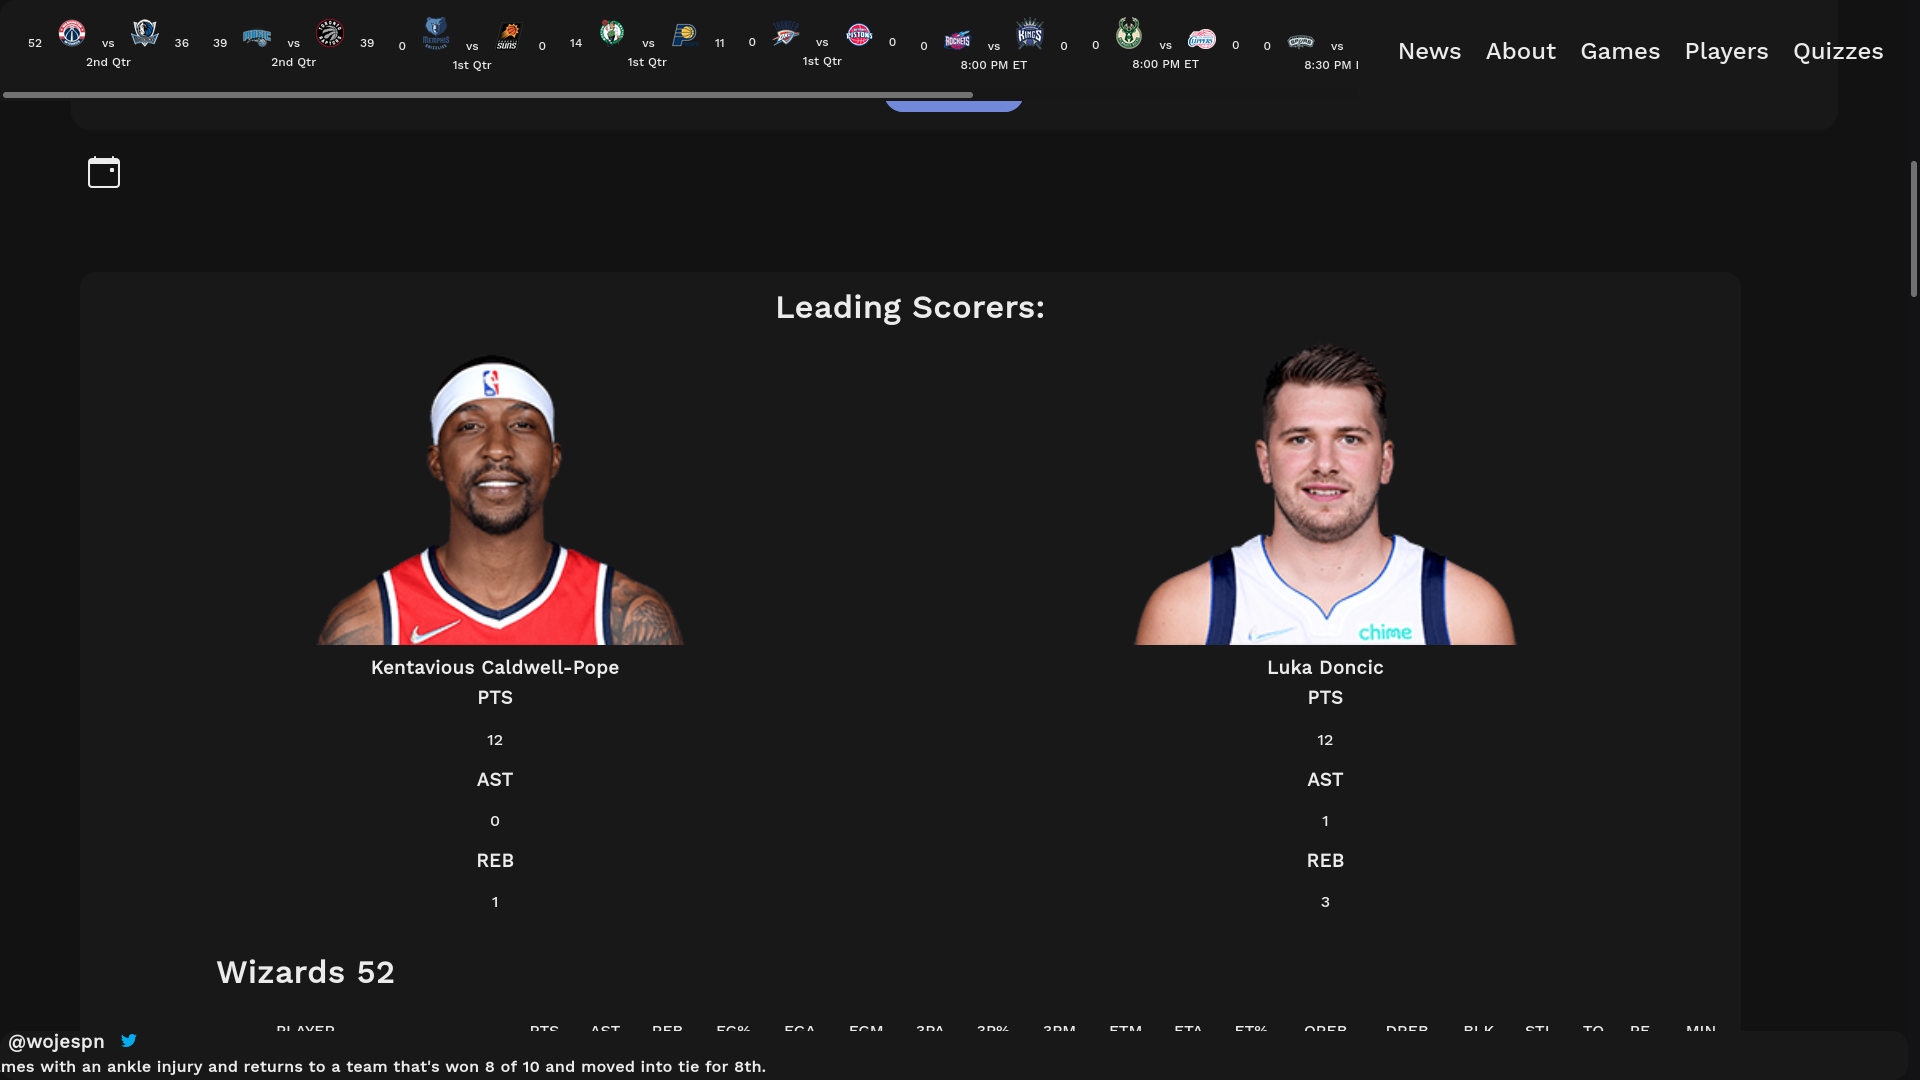 52 vs 36 39 vs 39 0 vs 0 14 vs 11 0 vs 0 0 vs 0 0 vs 0 0 vs
2nd Qtr 2nd Qtr 1st Qtr 1st Qtr 1st Qtr 8:00 PM ET 8:00 PM ET 8:30 PM
News About Games Players Quizzes
Leading Scorers:
chime
Kentavious Caldwell-Pope Luka Doncic
PTS PTS
12 12
AST AST
0 1
REB REB
1 3
Wizards 52
PLAYER PTS AST REB FG% FGA FGM 3PA 3P% 3PM FTM FTA FT% OREB DREB BLK STL TO PF MIN
@wojespn
mes with an ankle injury and returns to a team that's won 8 of 10 and moved into tie for 8th.